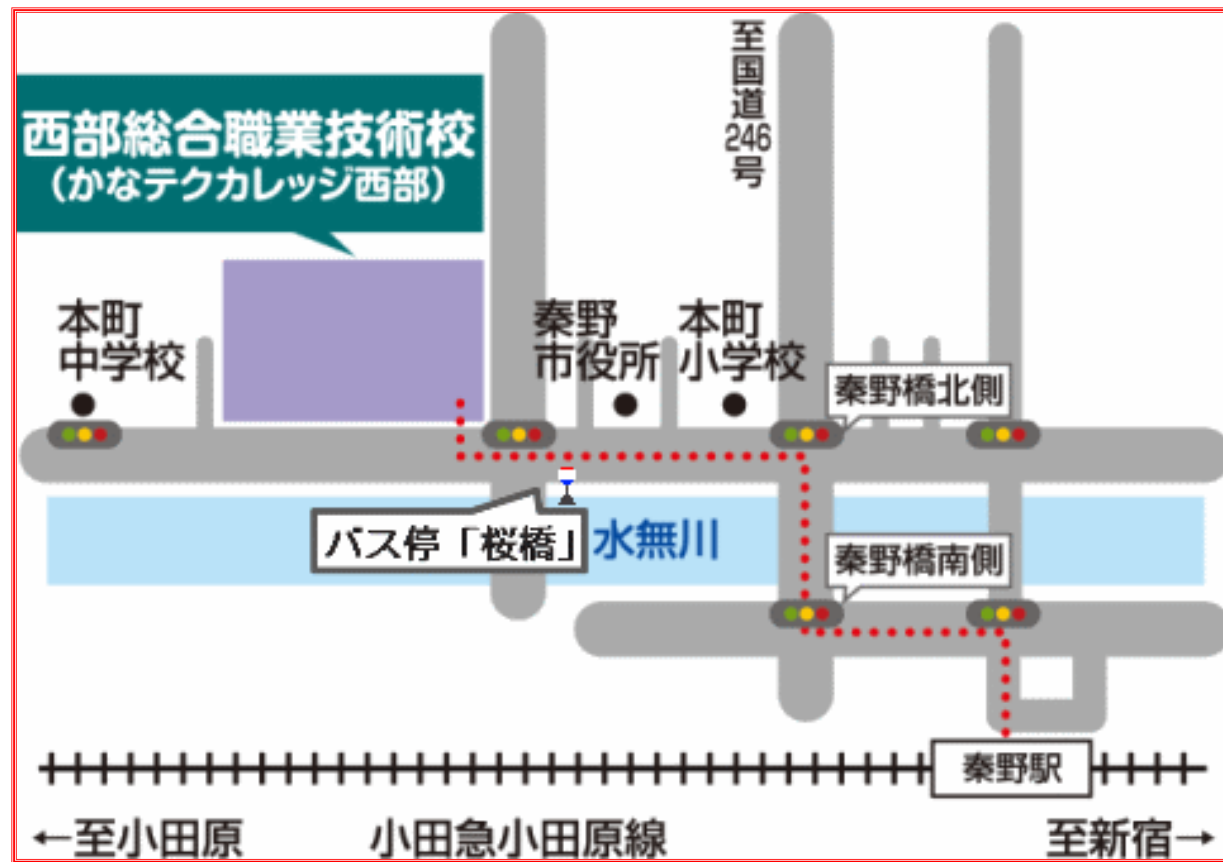 西部総合職業技術校
（かなテクカレッジ西部）
至国道246号
本町
中学校
秦野
市役所
本町
小学校
秦野橋北側
バス停「桜橋」
水無川
秦野橋南側
秦野駅
←至小田原
小田急小田原線
至新宿→